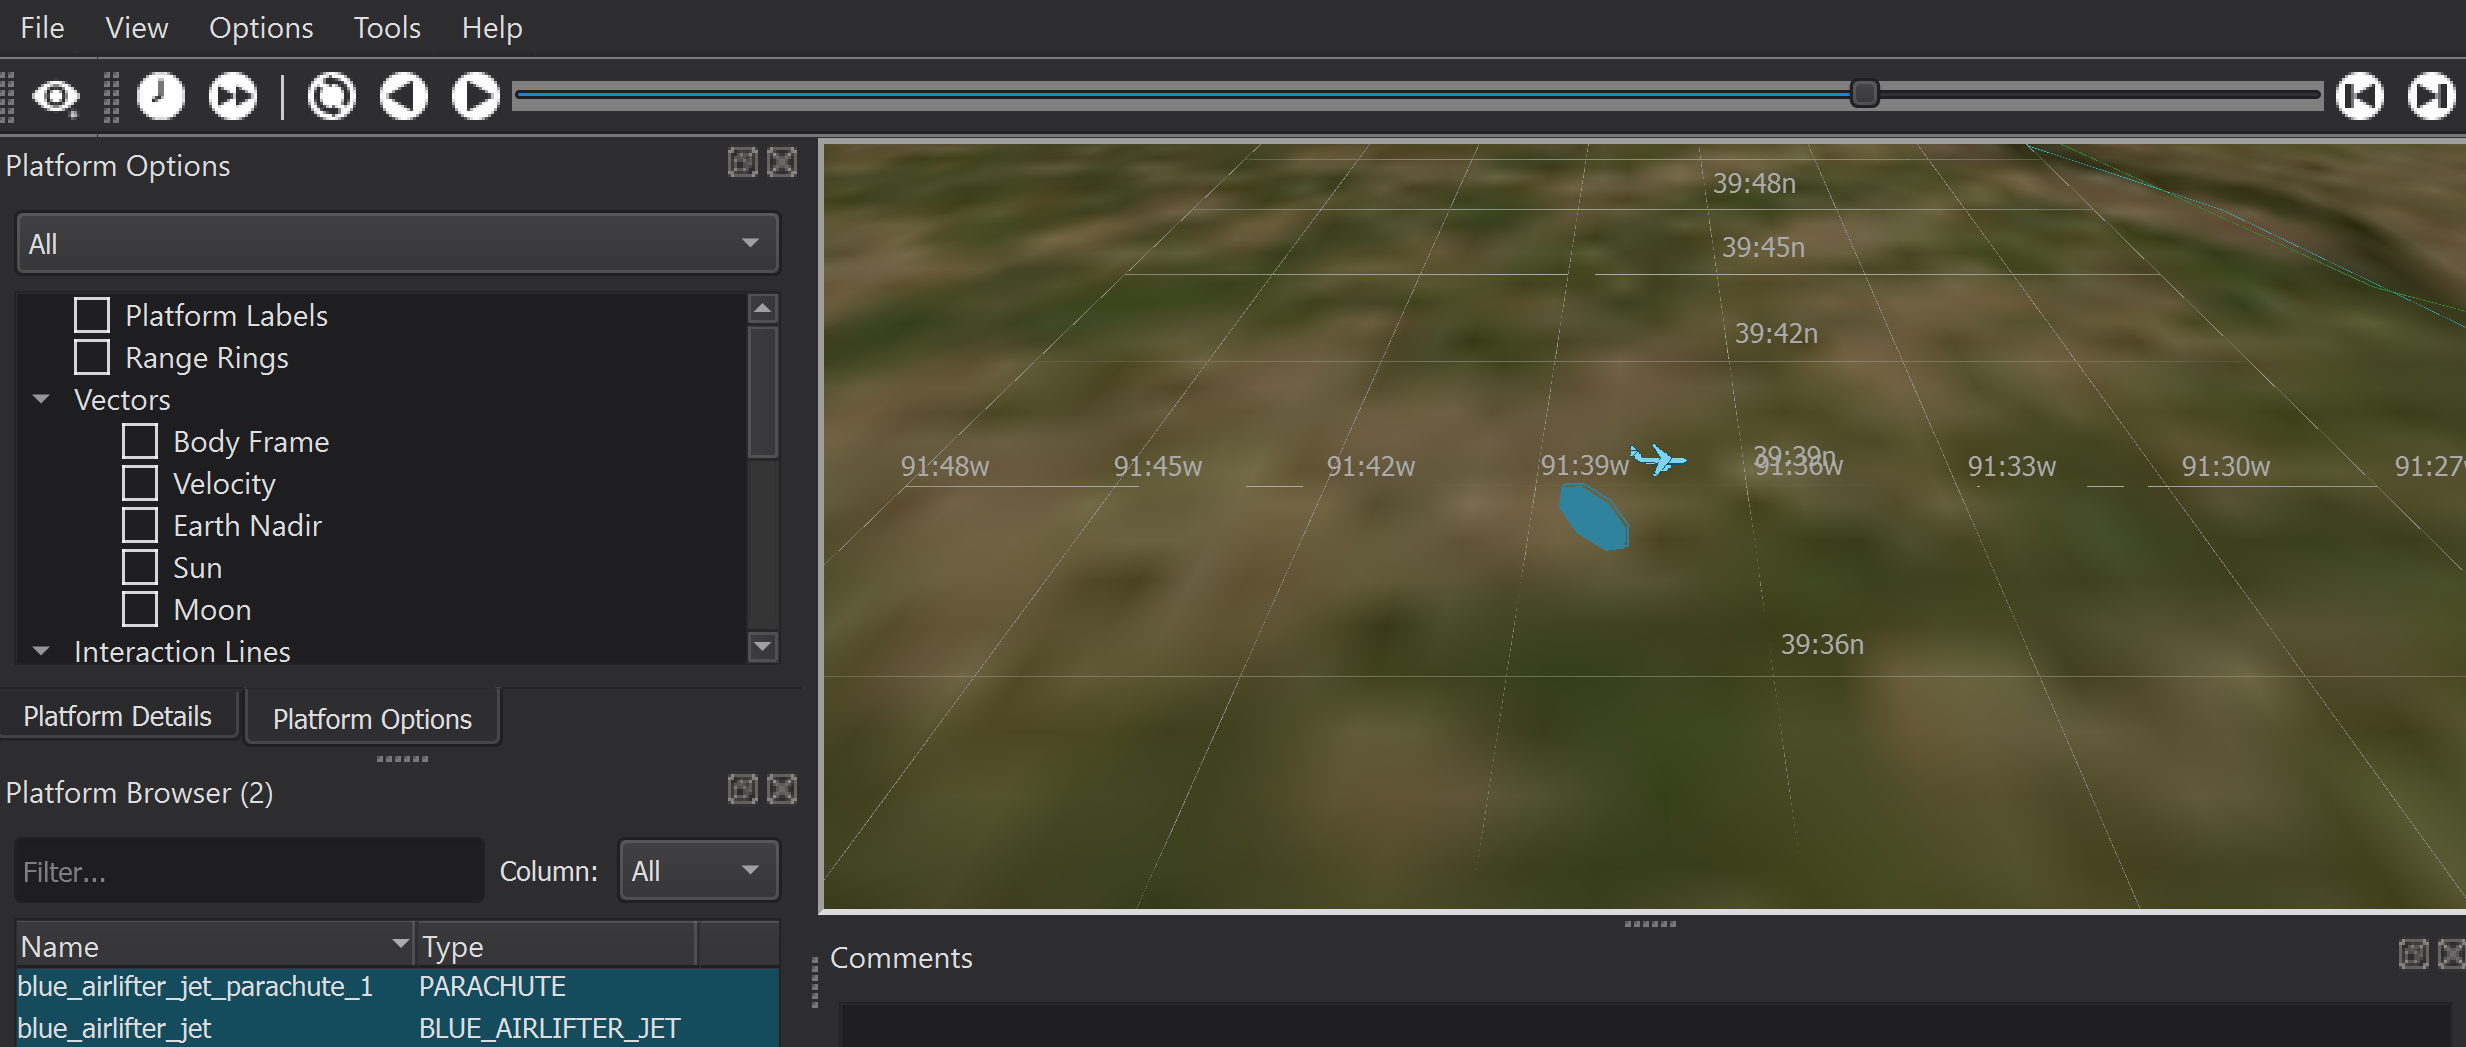 File View Options Tools Help
Platform Options
All
Platform Labels
Range Rings
Vectors
Body Frame
Velocity
Earth Nadir
Sun
Moon
Interaction Lines
Platform Details Platform Options
Platform Browser (2)
Filter... Column: All
Name Type
blue_airlifter_jet_parachute_1 PARACHUTE
blue_airlifter_jet BLUE_AIRLIFTER_JET
39:48n
39:45n
39:42n
39:39n
91:48w 91:45w 91:42w 91:39w 91:36w 91:33w 91:30w 91:27w
39:36n
Comments